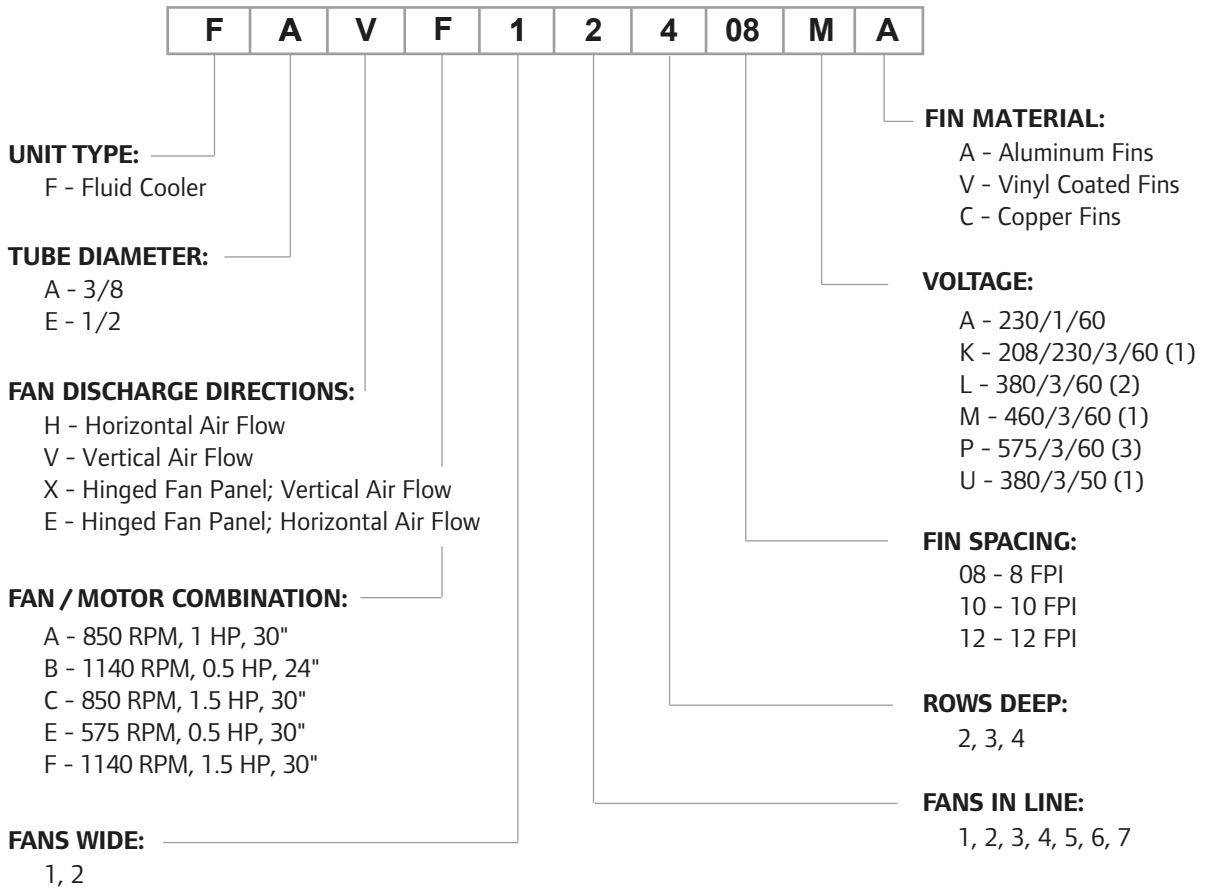 F A V F 1 2 4 08 M A
UNIT TYPE:
F - Fluid Cooler
TUBE DIAMETER:
A - 3/8
E - 1/2
FAN DISCHARGE DIRECTIONS:
H - Horizontal Air Flow
V - Vertical Air Flow
X - Hinged Fan Panel; Vertical Air Flow
E - Hinged Fan Panel; Horizontal Air Flow
FAN / MOTOR COMBINATION:
A - 850 RPM, 1 HP, 30"
B - 1140 RPM, 0.5 HP, 24"
C - 850 RPM, 1.5 HP, 30"
E - 575 RPM, 0.5 HP, 30"
F - 1140 RPM, 1.5 HP, 30"
FANS WIDE:
1, 2
FIN MATERIAL:
A - Aluminum Fins
V - Vinyl Coated Fins
C - Copper Fins
VOLTAGE:
A - 230/1/60
K - 208/230/3/60 (1)
L - 380/3/60 (2)
M - 460/3/60 (1)
P - 575/3/60 (3)
U - 380/3/50 (1)
FIN SPACING:
08 - 8 FPI
10 - 10 FPI
12 - 12 FPI
ROWS DEEP:
2, 3, 4
FANS IN LINE:
1, 2, 3, 4, 5, 6, 7